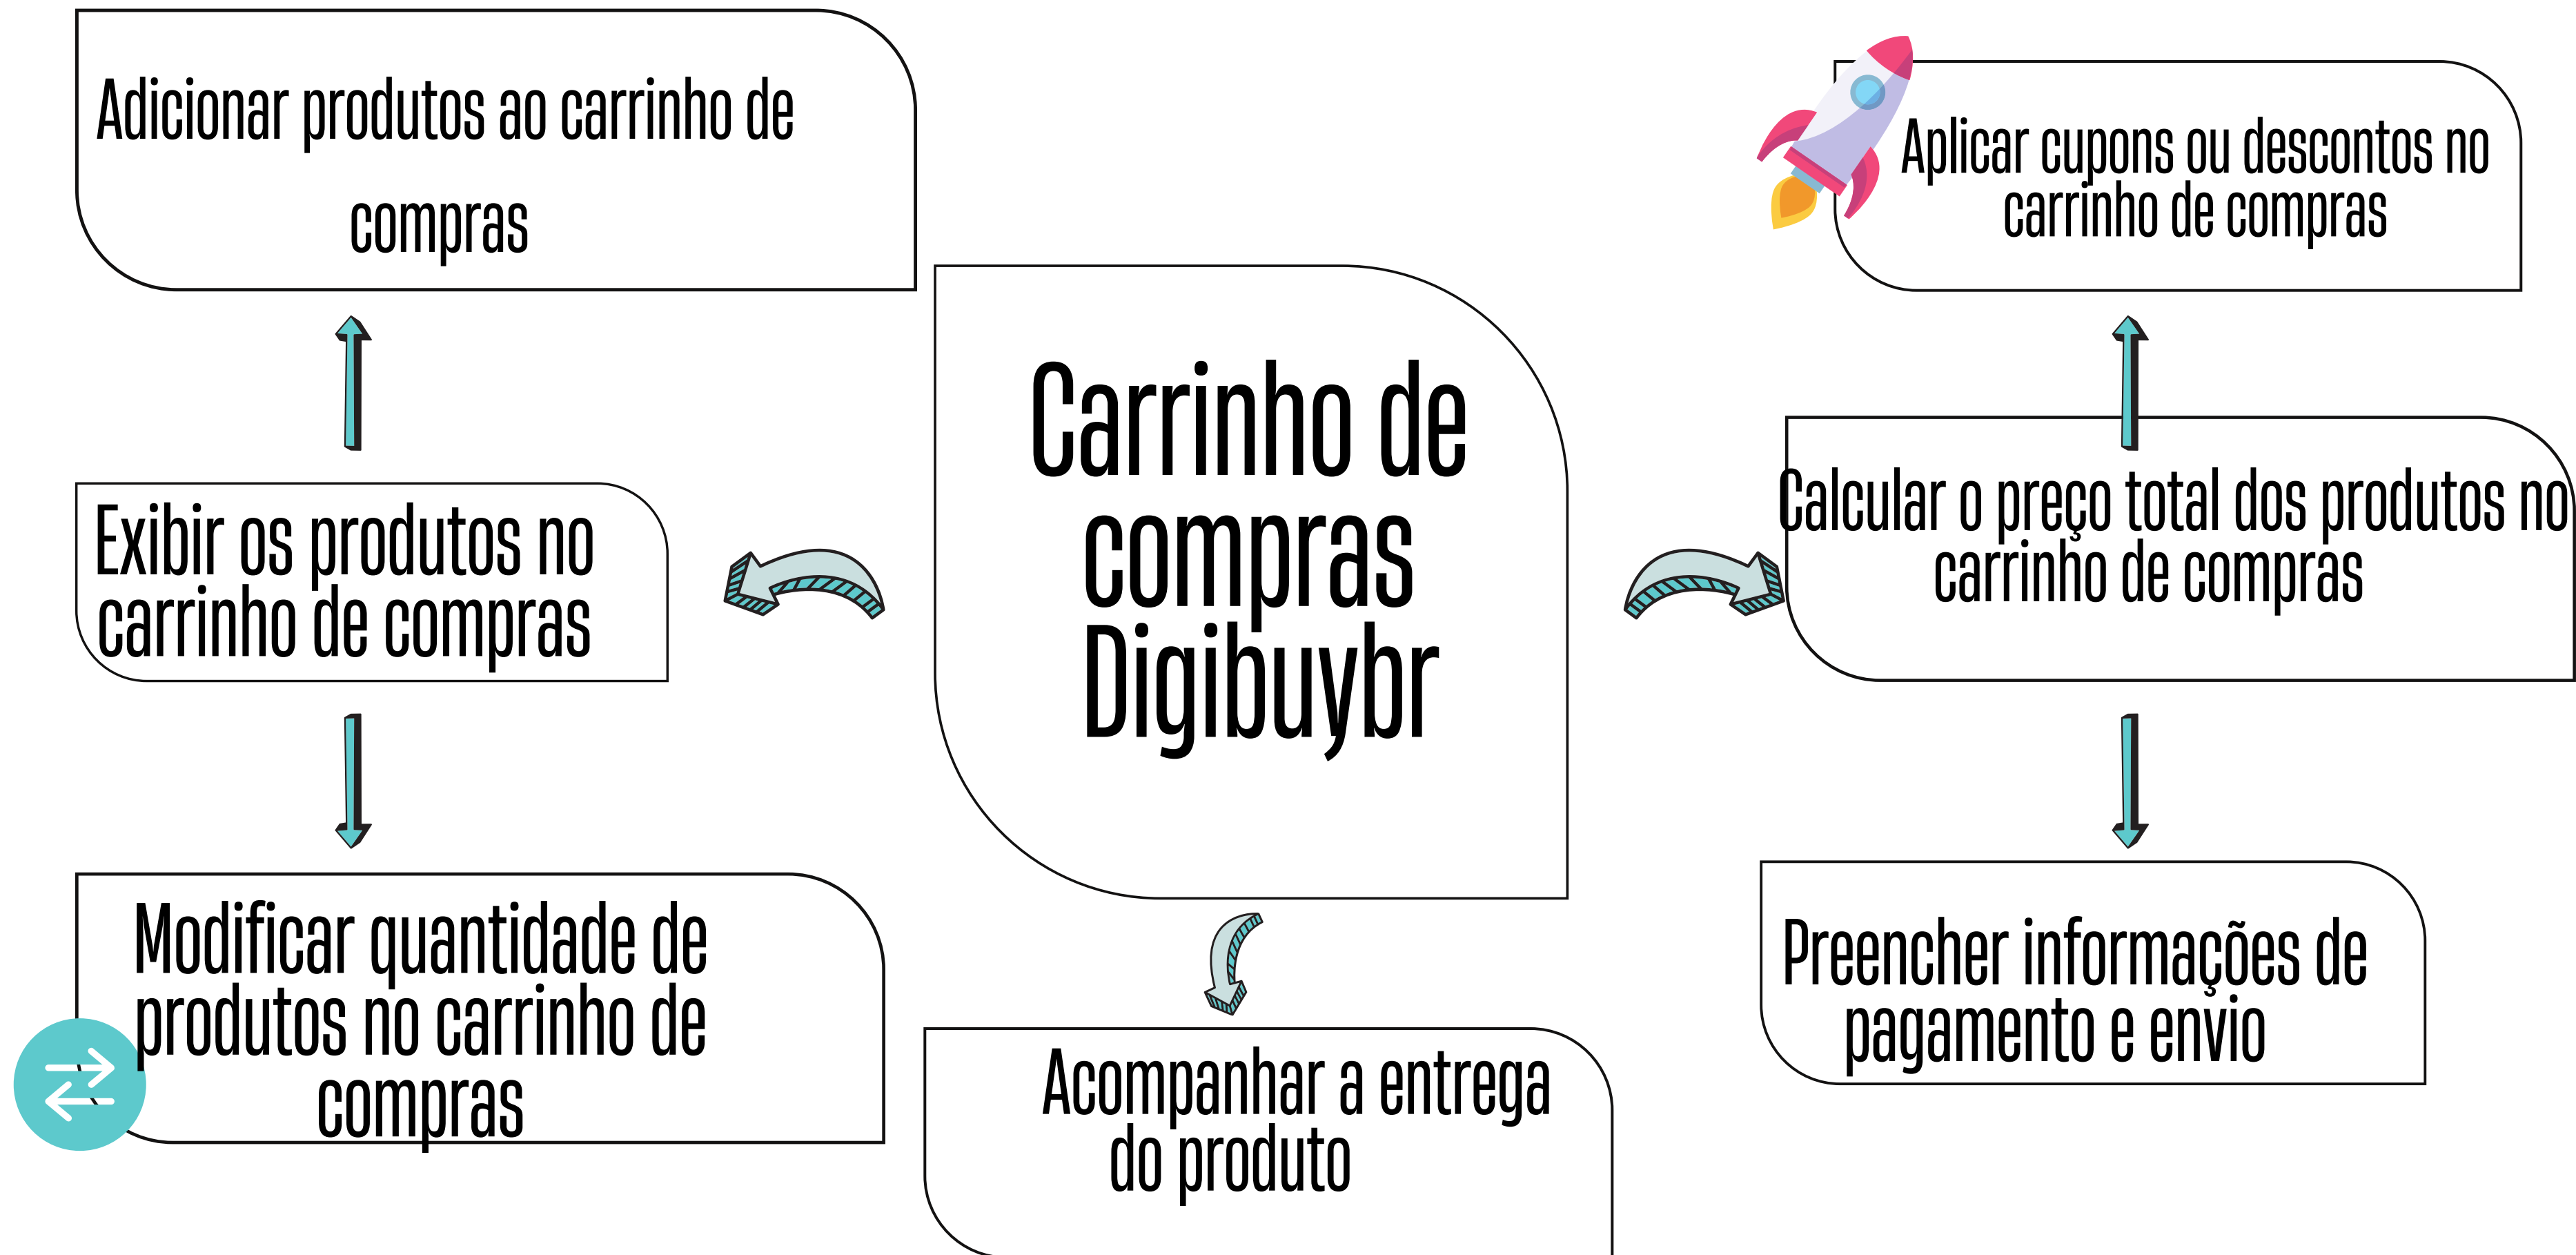 Adicionar produtos ao carrinho de
compras
Aplicar cupons ou descontos no
carrinho de compras
Carrinho de
compras
Digibuybr
Exibir os produtos no
carrinho de compras
Calcular o preço total dos produtos no
carrinho de compras
Modificar quantidade de
produtos no carrinho de
compras
Acompanhar a entrega
do produto
Preencher informações de
pagamento e envio